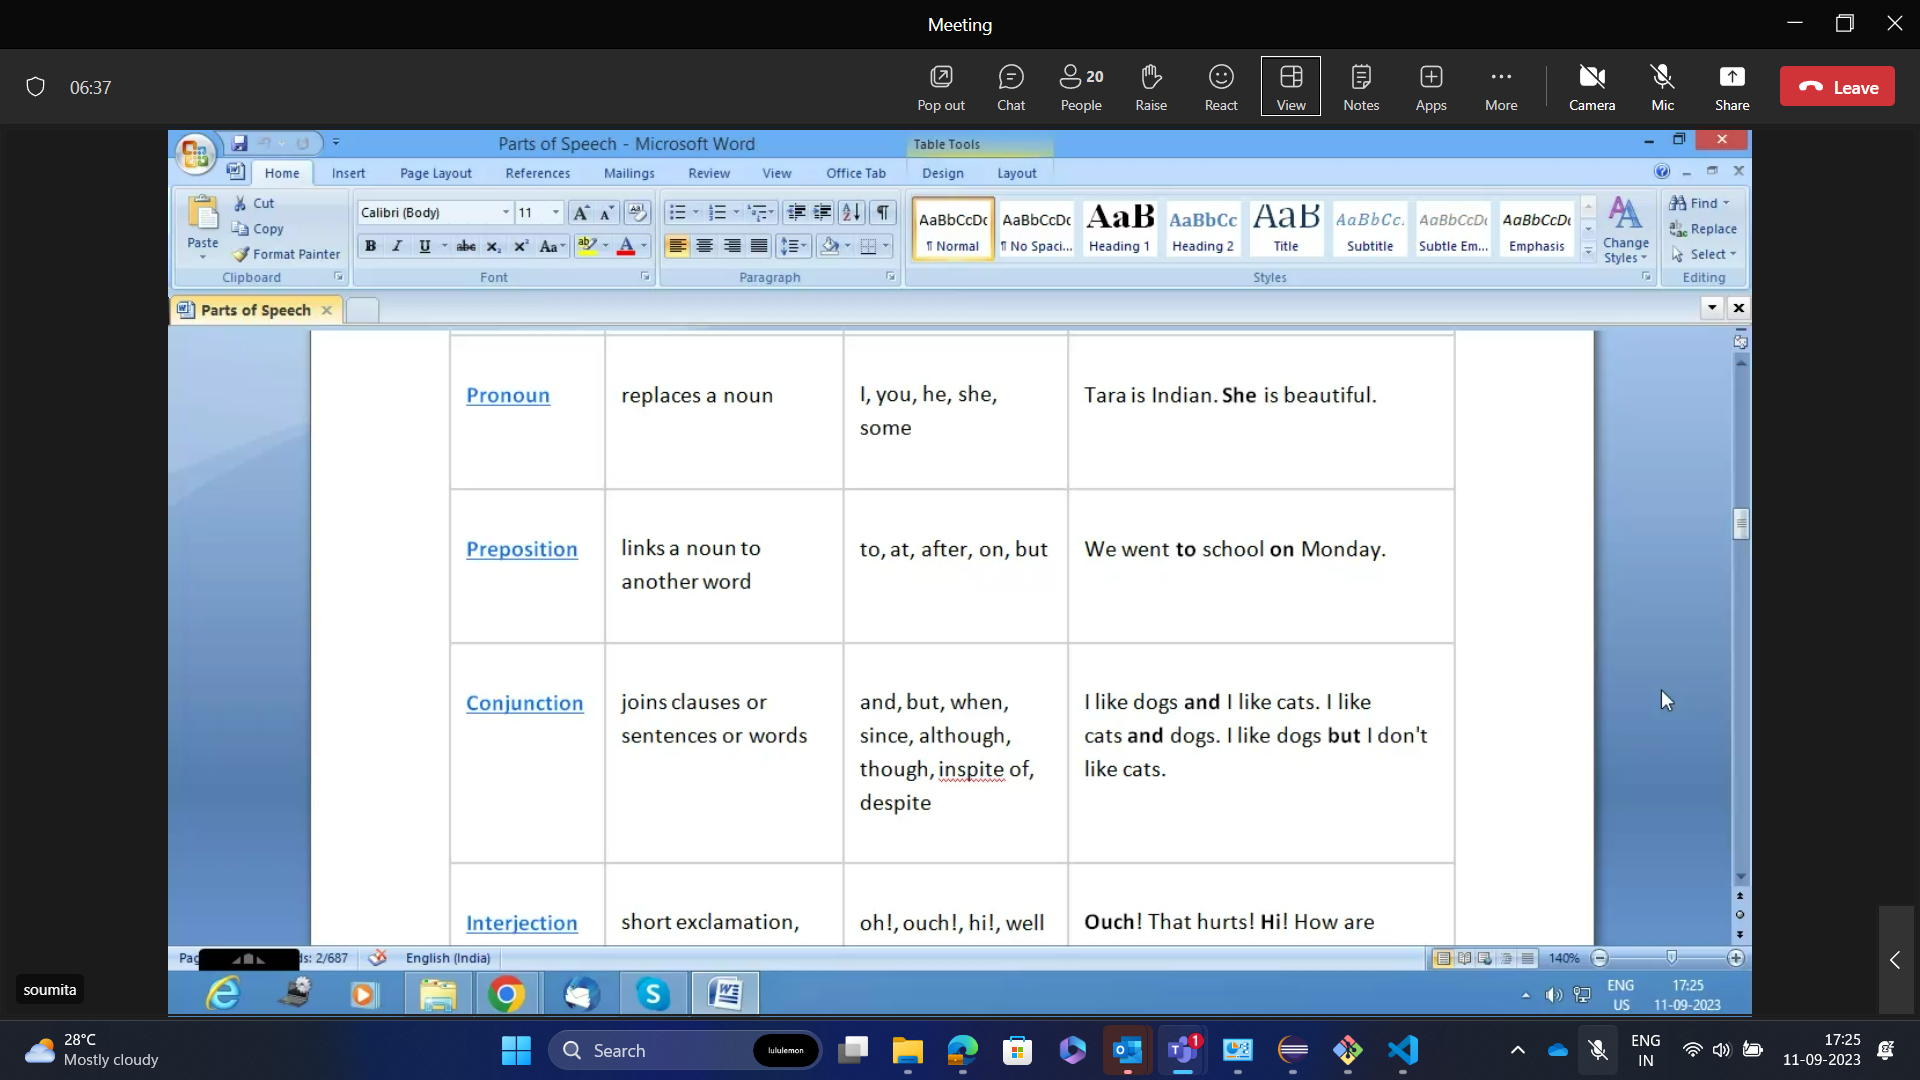 Meeting
06:37
Pop out
Chat
20
People
Raise
React
View
Notes
Apps
More
Camera
Mic
Share
Leave
Parts of Speech - Microsoft Word
Table Tools
Home
Insert
Page Layout
References
Mailings
Review
View
Office Tab
Design
Layout
Paste
Cut
Copy
Format Painter
Clipboard
Calibri (Body)
11
Font
Paragraph
AaBbCcDc
¶ Normal
AaBbCcDc
¶ No Spaci...
AaB
Heading 1
AaBbCc
Heading 2
AaB
Title
AaBbCc.
Subtitle
AaBbCcDc
Subtle Em...
AaBbCcDc
Emphasis
Change
Styles
Styles
Find
Replace
Select
Editing
Parts of Speech
Pronoun
replaces a noun
I, you, he, she,
some
Tara is Indian. She is beautiful.
Preposition
links a noun to
another word
to, at, after, on, but
We went to school on Monday.
Conjunction
joins clauses or
sentences or words
and, but, when,
since, although,
though, inspite of,
despite
I like dogs and I like cats. I like
cats and dogs. I like dogs but I don't
like cats.
Interjection
short exclamation,
oh!, ouch!, hi!, well
Ouch! That hurts! Hi! How are
Pag
ds: 2/687
English (India)
140%
soumita
ENG
US
17:25
11-09-2023
28°C
Mostly cloudy
Search
lululemon
1
ENG
IN
17:25
11-09-2023